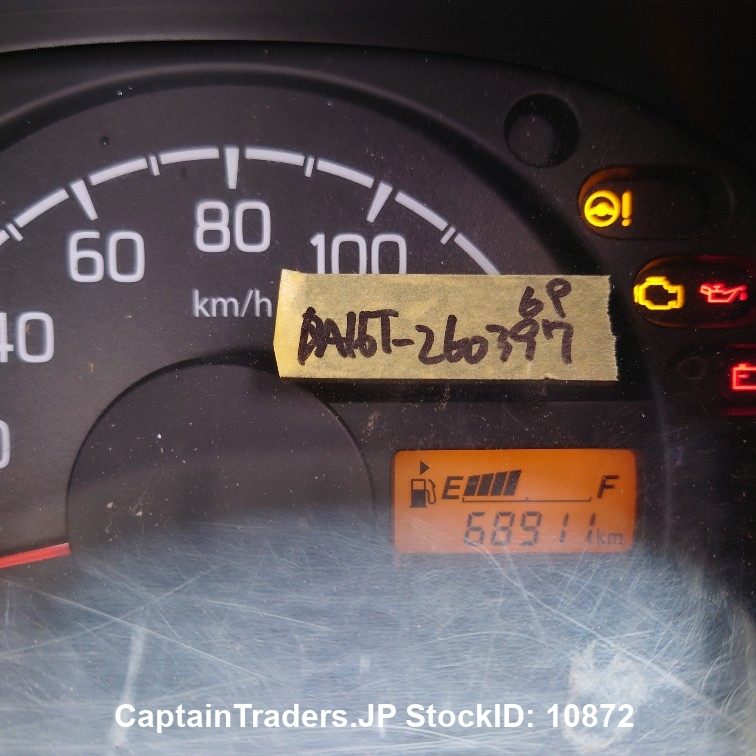 80
60
100
km/h
40
6P
DA16T-260397
E F
68911km
CaptainTraders.JP StockID: 10872